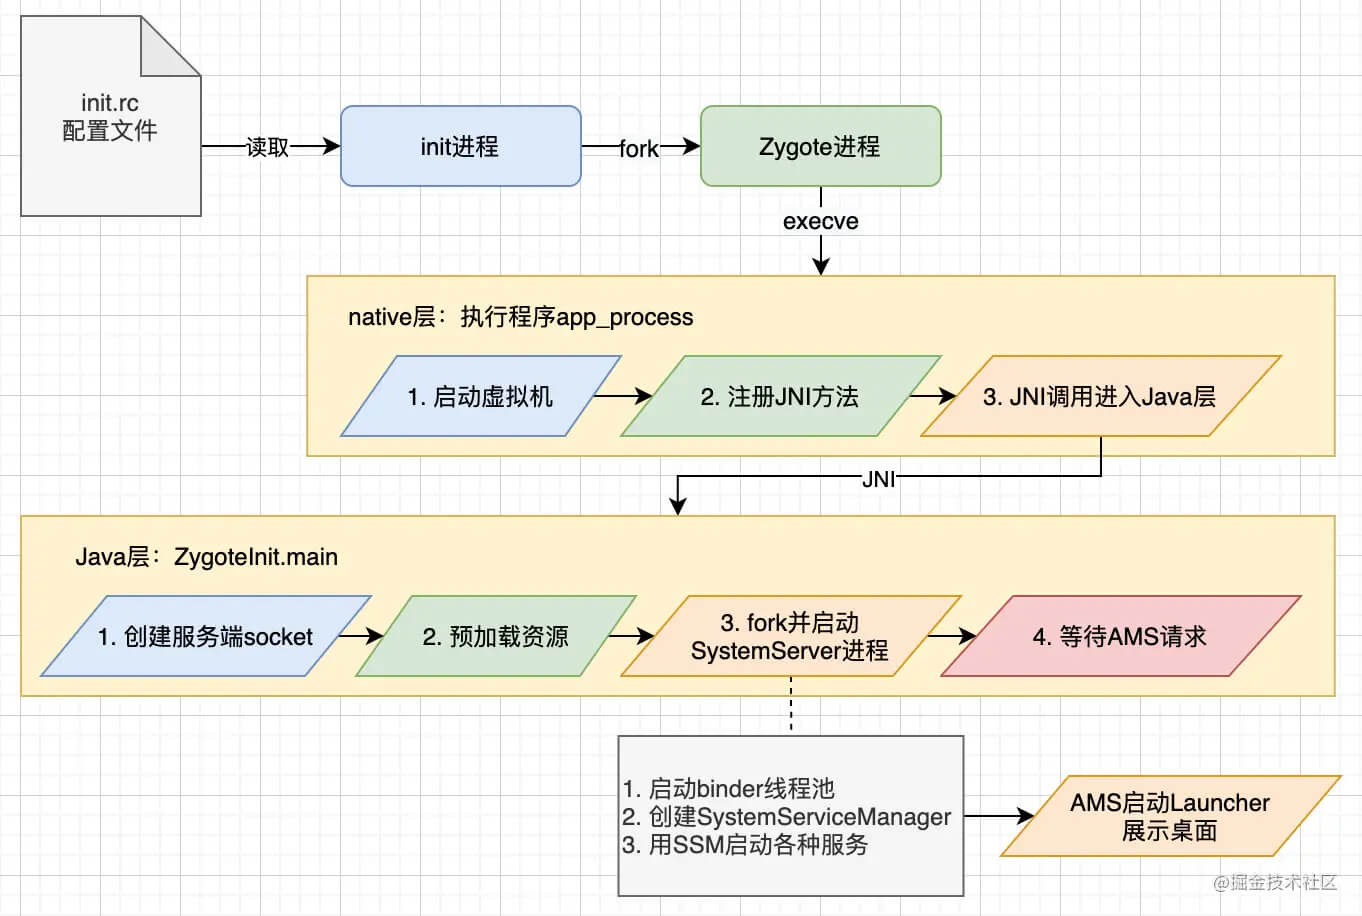 init.rc
配置文件
读取
init进程
fork
Zygote进程
execve
native层：执行程序app_process
1. 启动虚拟机
2. 注册JNI方法
3. JNI调用进入Java层
JNI
Java层：ZygoteInit.main
1. 创建服务端socket
2. 预加载资源
3. fork并启动
SystemServer进程
4. 等待AMS请求
1. 启动binder线程池
2. 创建SystemServiceManager
3. 用SSM启动各种服务
AMS启动Launcher
展示桌面
@掘金技术社区